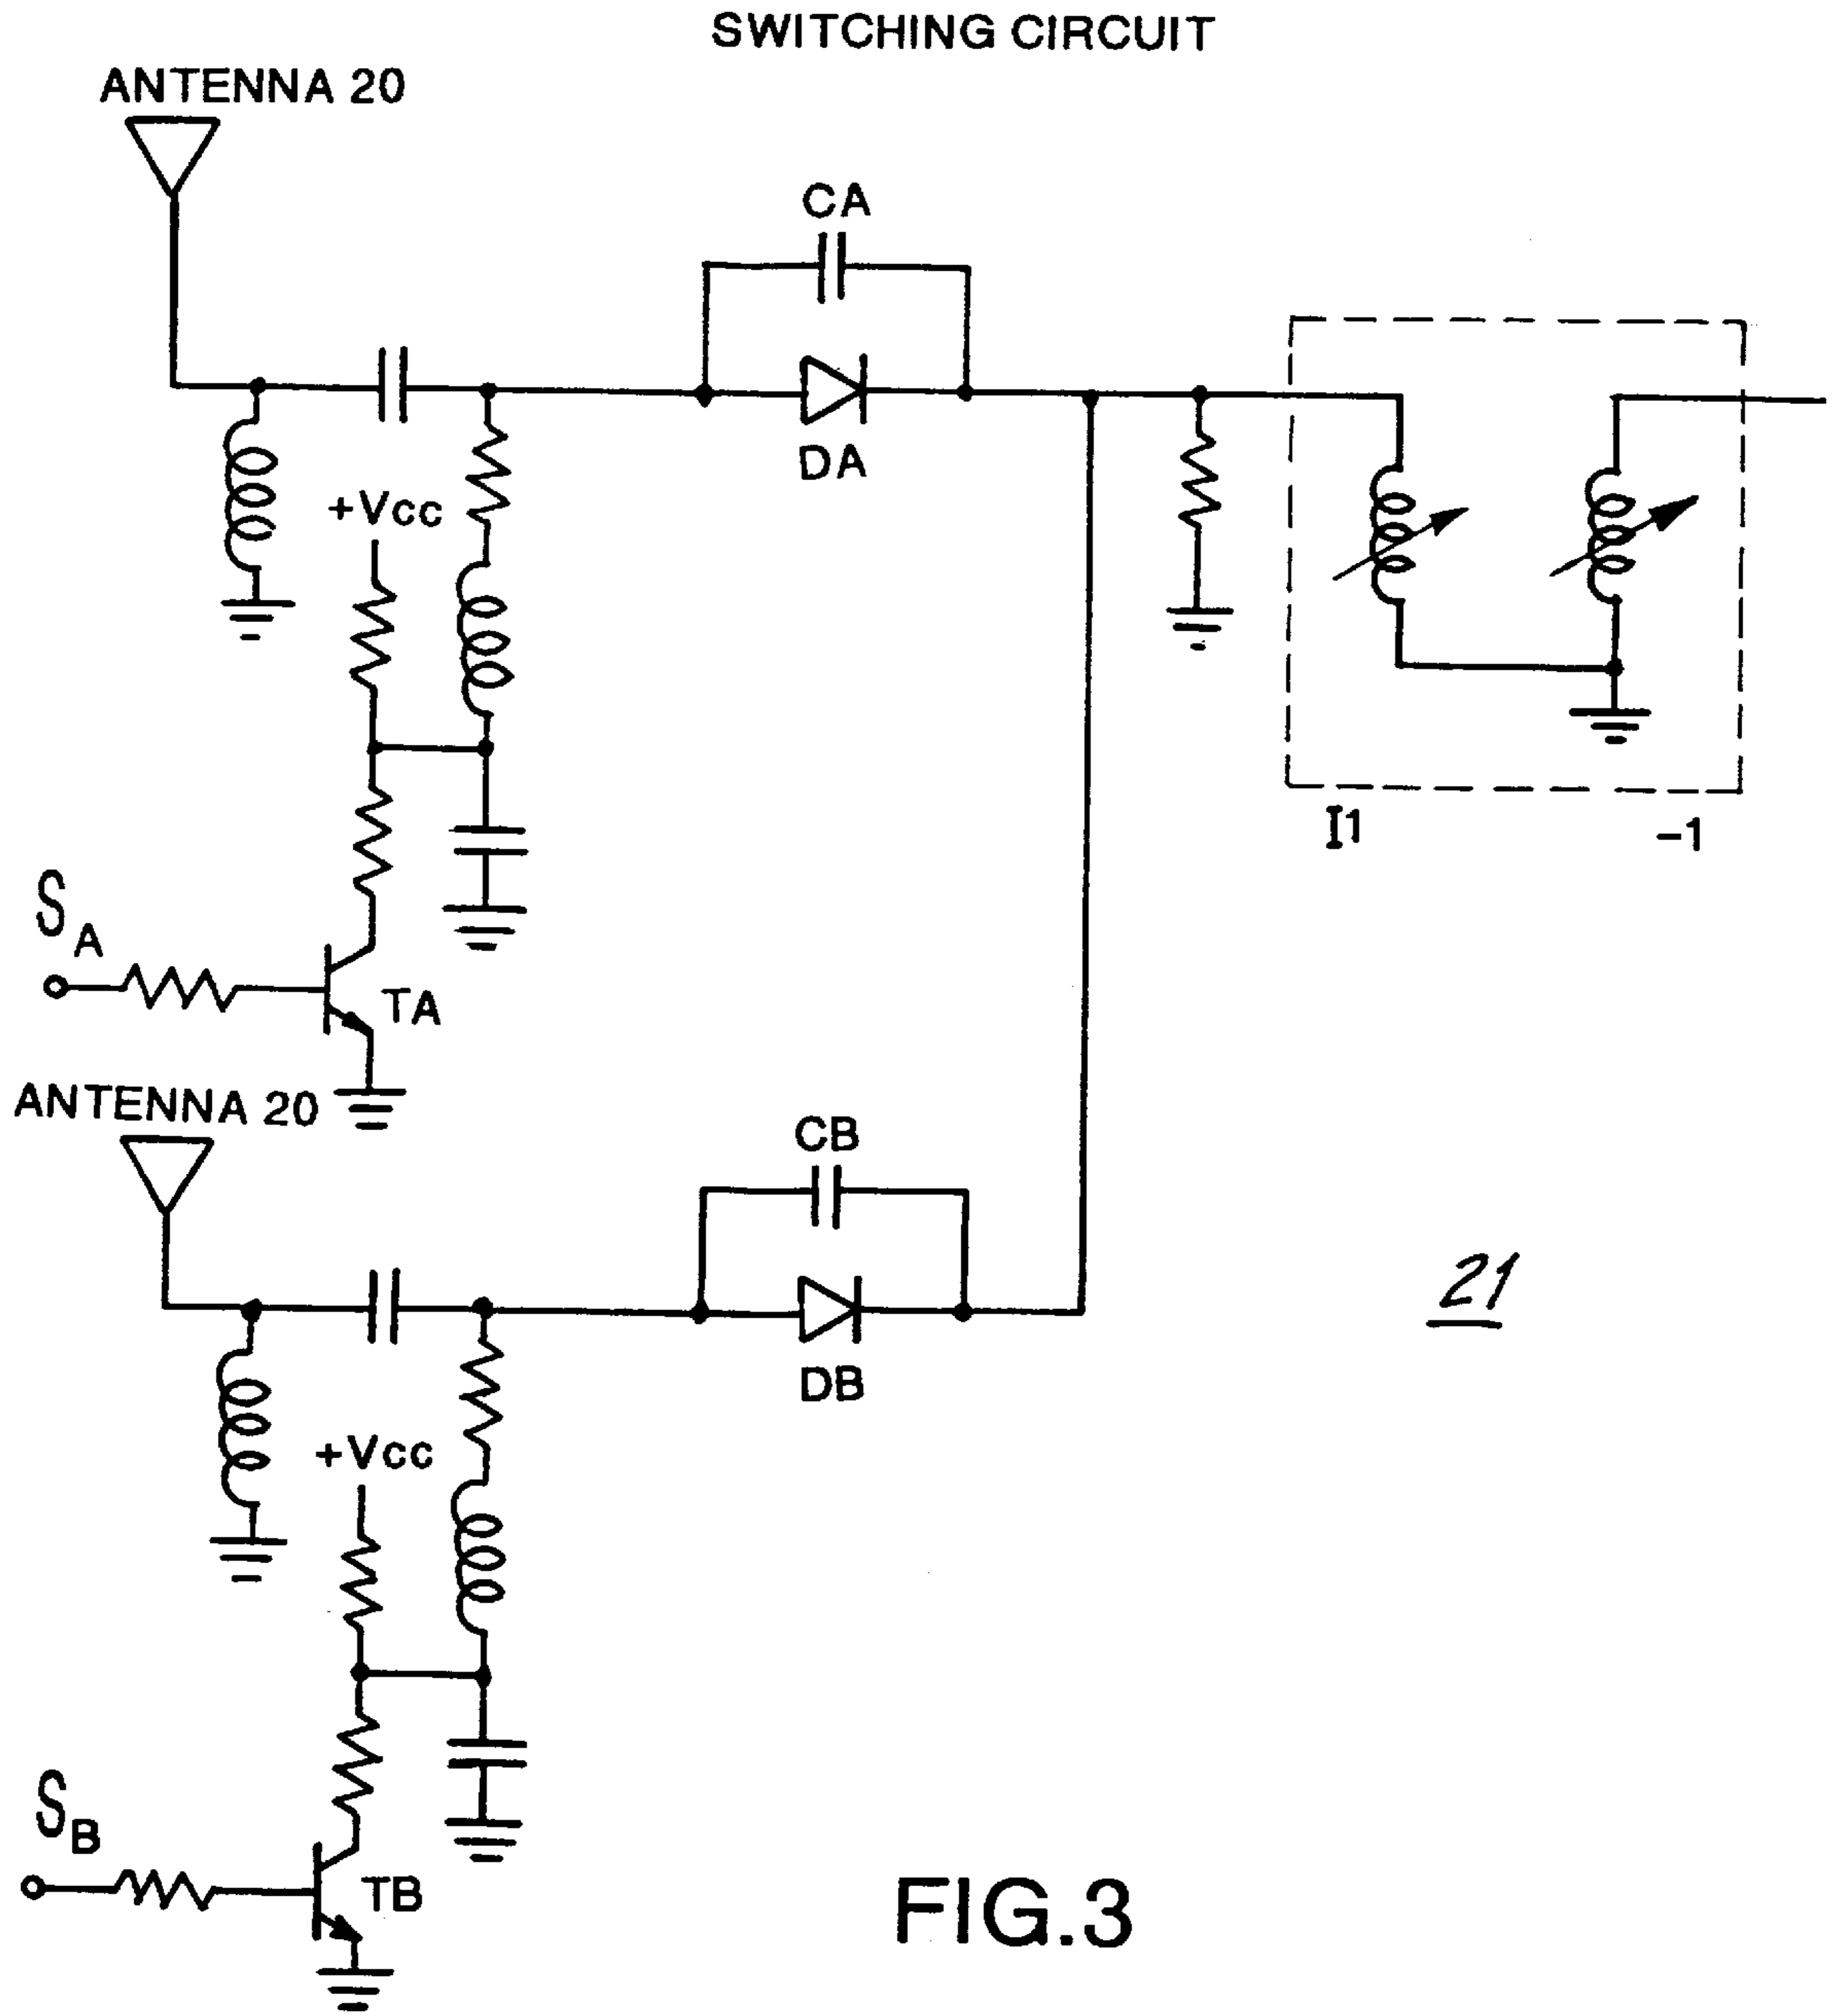 SWITCHING CIRCUIT
ANTENNA 20
CA
DA
+Vcc
I1
-1
SA
TA
ANTENNA 20
CB
21
DB
+Vcc
SB
TB
FIG.3